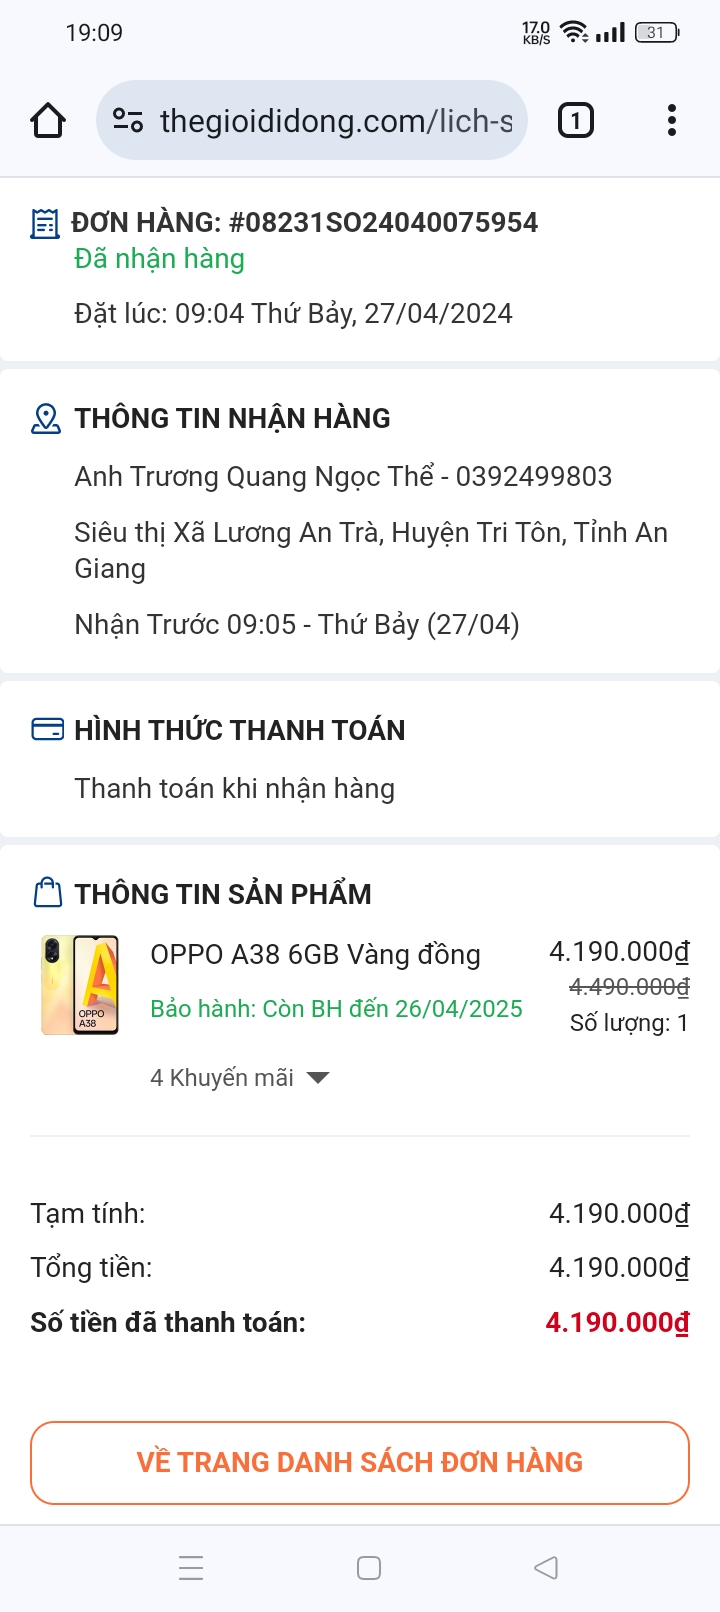 19:09
17.0
KB/S
31
thegioididong.com/lich-s
1
ĐƠN HÀNG: #08231SO24040075954
Đã nhận hàng
Đặt lúc: 09:04 Thứ Bảy, 27/04/2024
THÔNG TIN NHẬN HÀNG
Anh Trương Quang Ngọc Thể - 0392499803
Siêu thị Xã Lương An Trà, Huyện Tri Tôn, Tỉnh An
Giang
Nhận Trước 09:05 - Thứ Bảy (27/04)
HÌNH THỨC THANH TOÁN
Thanh toán khi nhận hàng
THÔNG TIN SẢN PHẨM
OPPO A38 6GB Vàng đồng
4.190.000₫
4.490.000₫
Bảo hành: Còn BH đến 26/04/2025
Số lượng: 1
OPPO
A38
4 Khuyến mãi
Tạm tính: 4.190.000₫
Tổng tiền: 4.190.000₫
Số tiền đã thanh toán: 4.190.000₫
VỀ TRANG DANH SÁCH ĐƠN HÀNG